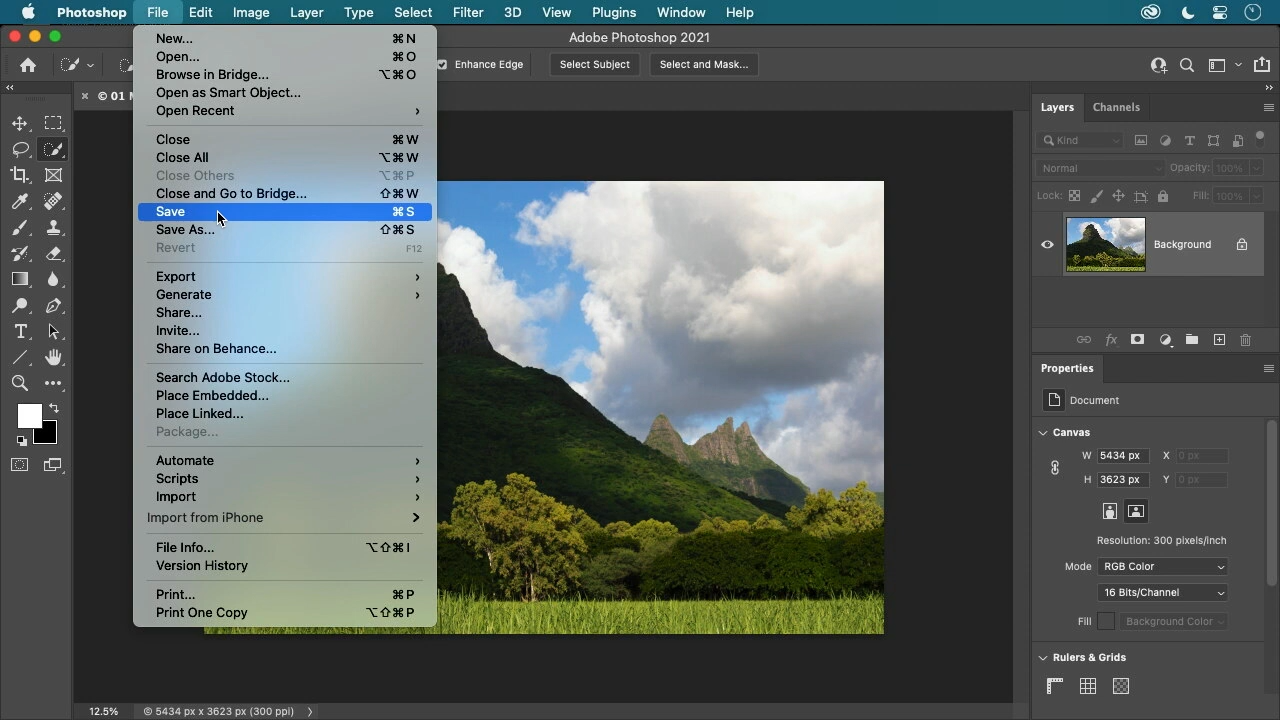 Photoshop File Edit Image Layer Type Select Filter 3D View Plugins Window Help
Adobe Photoshop 2021
Enhance Edge Select Subject Select and Mask...
© 01 M
New... ⌘N
Open... ⌘O
Browse in Bridge... ⌥⌘O
Open as Smart Object...
Open Recent
Close ⌘W
Close All ⌥⌘W
Close Others ⌥⌘P
Close and Go to Bridge... ⇧⌘W
Save ⌘S
Save As... ⇧⌘S
Revert F12
Export
Generate
Share...
Invite...
Share on Behance...
Search Adobe Stock...
Place Embedded...
Place Linked...
Package...
Automate
Scripts
Import
Import from iPhone
File Info... ⌥⇧⌘I
Version History
Print... ⌘P
Print One Copy ⌥⇧⌘P
Layers Channels
Kind
Normal Opacity: 100%
Lock: Fill: 100%
Background
fx
Properties
Document
Canvas
W 5434 px X 0 px
H 3623 px Y 0 px
Resolution: 300 pixels/inch
Mode RGB Color
16 Bits/Channel
Fill Background Color
Rulers & Grids
12.5% © 5434 px x 3623 px (300 ppi)